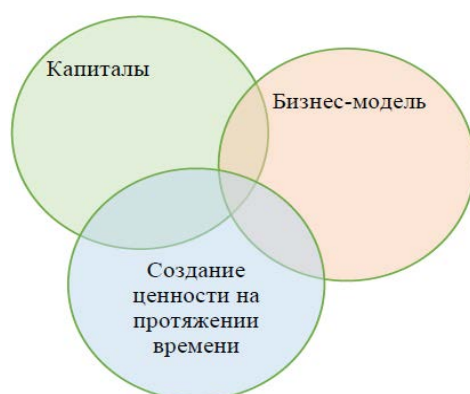 Капиталы
Бизнес-модель
Создание
ценности на
протяжении
времени